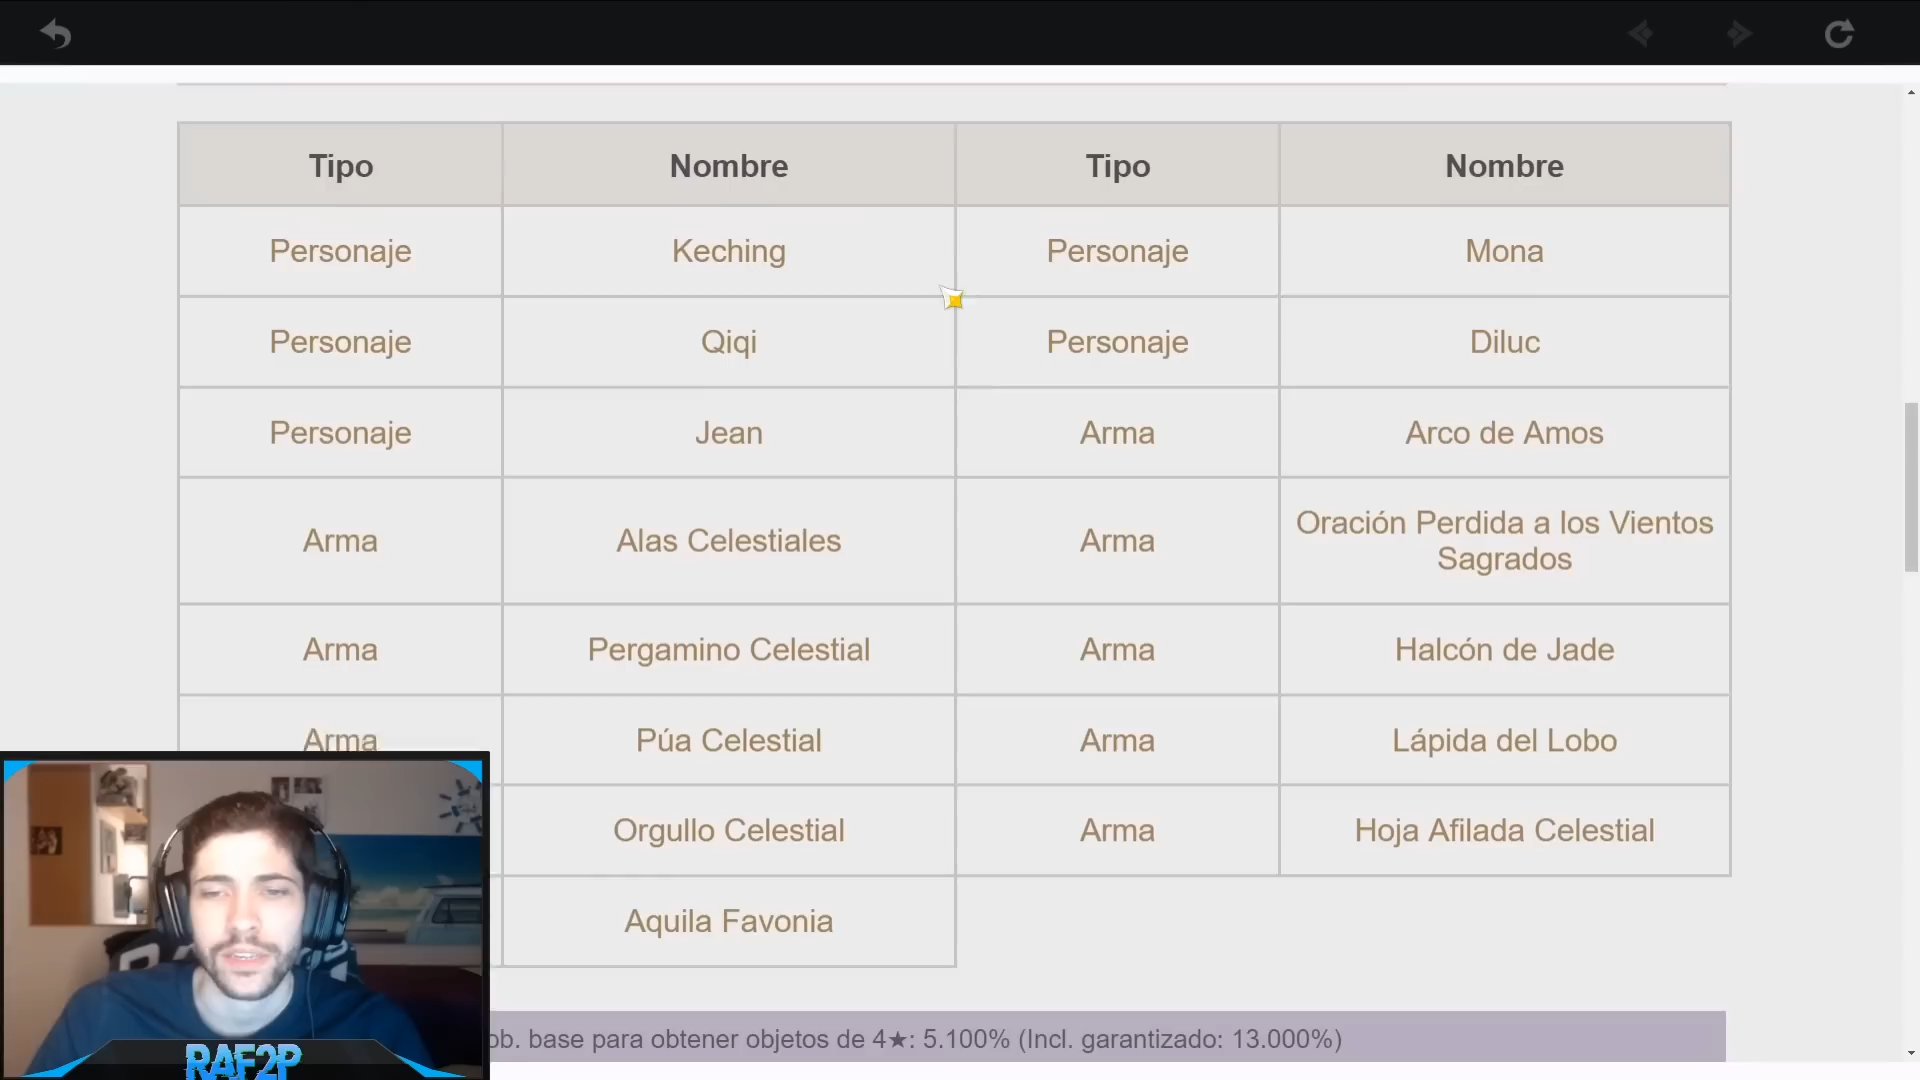 Tipo Nombre Tipo Nombre
Personaje Keching Personaje Mona
Personaje Qiqi Personaje Diluc
Personaje Jean Arma Arco de Amos
Arma Alas Celestiales Arma Oración Perdida a los Vientos
Sagrados
Arma Pergamino Celestial Arma Halcón de Jade
Arma Púa Celestial Arma Lápida del Lobo
Orgullo Celestial Arma Hoja Afilada Celestial
Aquila Favonia
ob. base para obtener objetos de 4★: 5.100% (Incl. garantizado: 13.000%)
RAF2P